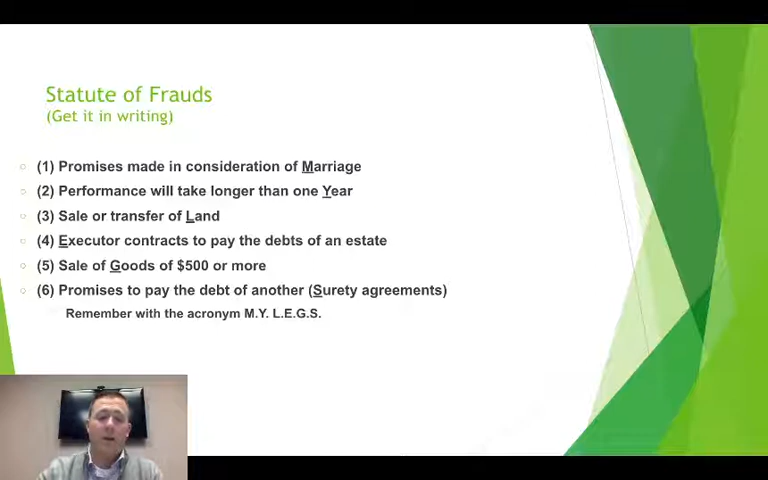 Statute of Frauds
(Get it in writing)
(1) Promises made in consideration of Marriage
(2) Performance will take longer than one Year
(3) Sale or transfer of Land
(4) Executor contracts to pay the debts of an estate
(5) Sale of Goods of $500 or more
(6) Promises to pay the debt of another (Surety agreements)
Remember with the acronym M.Y. L.E.G.S.